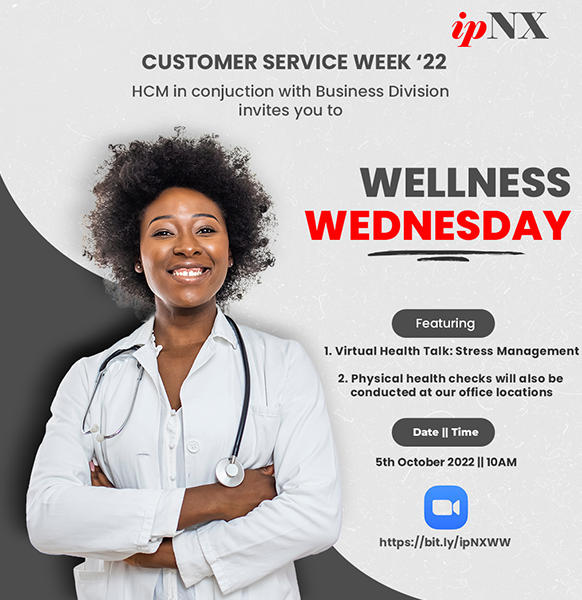 ipNX
CUSTOMER SERVICE WEEK ‘22
HCM in conjuction with Business Division
invites you to
WELLNESS
WEDNESDAY
Featuring
1. Virtual Health Talk: Stress Management
2. Physical health checks will also be
conducted at our office locations
Date || Time
5th October 2022 || 10AM
https://bit.ly/ipNXWW